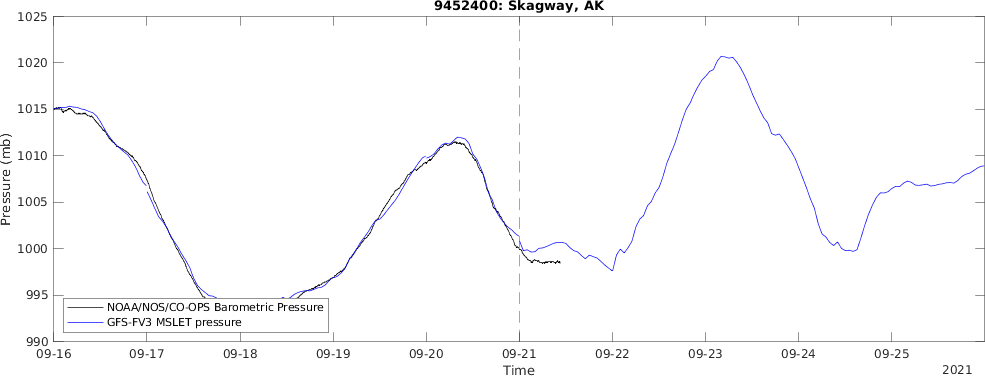 9452400: Skagway, AK
Pressure (mb)
1025
1020
1015
1010
1005
1000
995
990
NOAA/NOS/CO-OPS Barometric Pressure
GFS-FV3 MSLET pressure
09-16 09-17 09-18 09-19 09-20 09-21 09-22 09-23 09-24 09-25
Time
2021